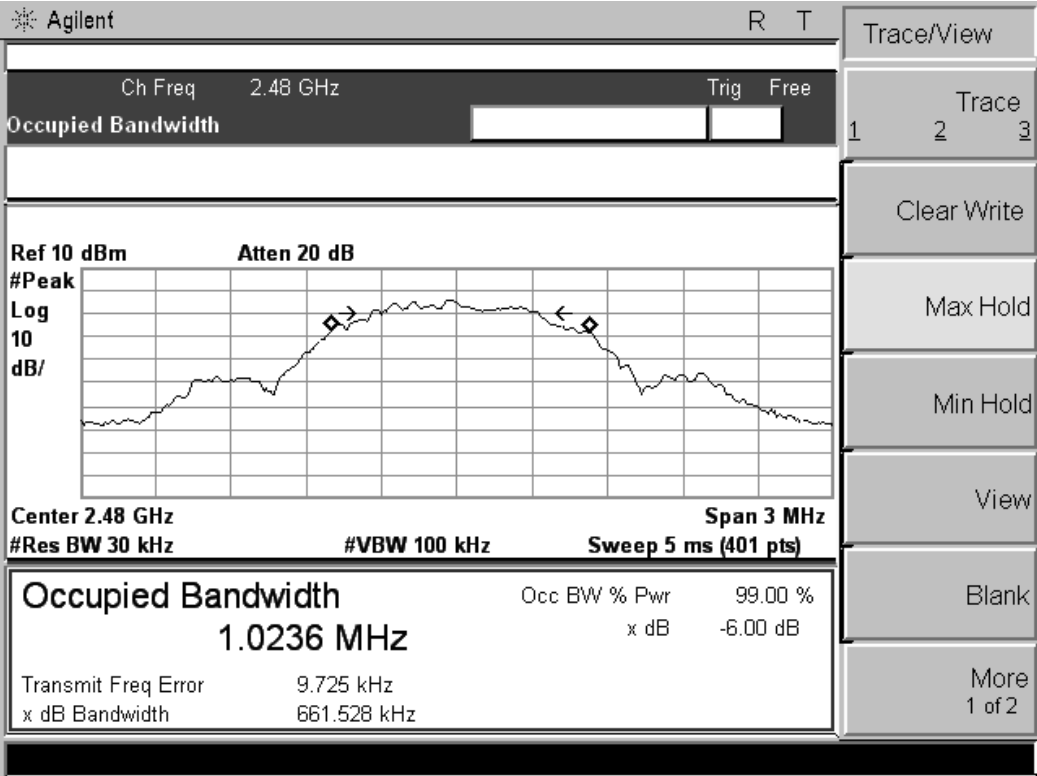 Agilent
R T
Trace/View
Ch Freq 2.48 GHz
Trig Free
Occupied Bandwidth
Trace
1 2 3
Clear Write
Ref 10 dBm
Atten 20 dB
#Peak
Log
10
dB/
Max Hold
Min Hold
View
Center 2.48 GHz
Span 3 MHz
#Res BW 30 kHz
#VBW 100 kHz
Sweep 5 ms (401 pts)
Occupied Bandwidth
1.0236 MHz
Occ BW % Pwr 99.00 %
x dB -6.00 dB
Transmit Freq Error 9.725 kHz
x dB Bandwidth 661.528 kHz
Blank
More
1 of 2